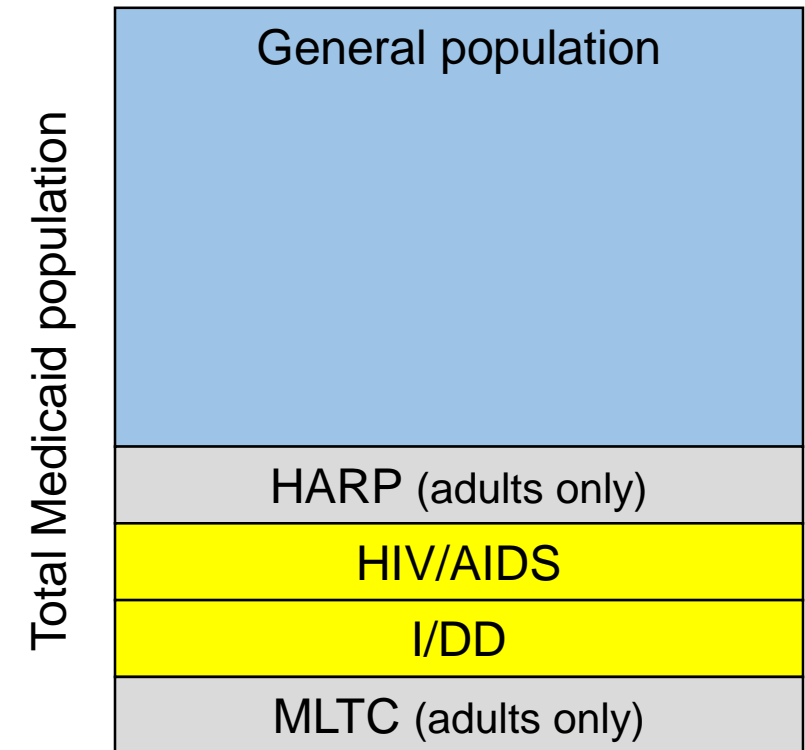 Total Medicaid population
General population
HARP (adults only)
HIV/AIDS
I/DD
MLTC (adults only)